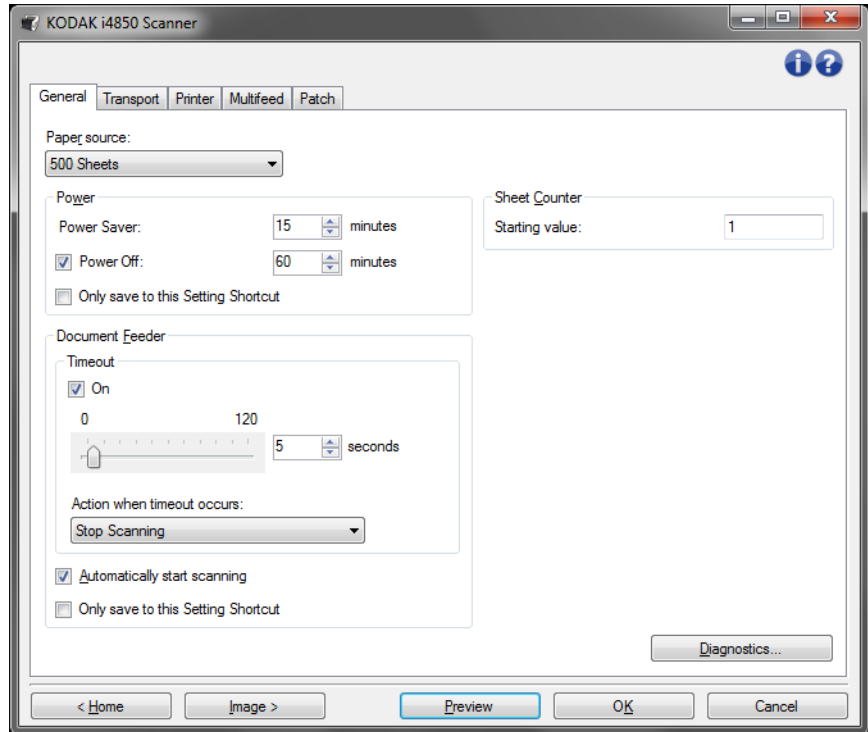 KODAK i4850 Scanner
General Transport Printer Multifeed Patch
Paper source:
500 Sheets
Power
Power Saver: 15 minutes
Power Off: 60 minutes
Only save to this Setting Shortcut
Sheet Counter
Starting value: 1
Document Feeder
Timeout
On
0 120
5 seconds
Action when timeout occurs:
Stop Scanning
Automatically start scanning
Only save to this Setting Shortcut
Diagnostics...
< Home Image > Preview OK Cancel